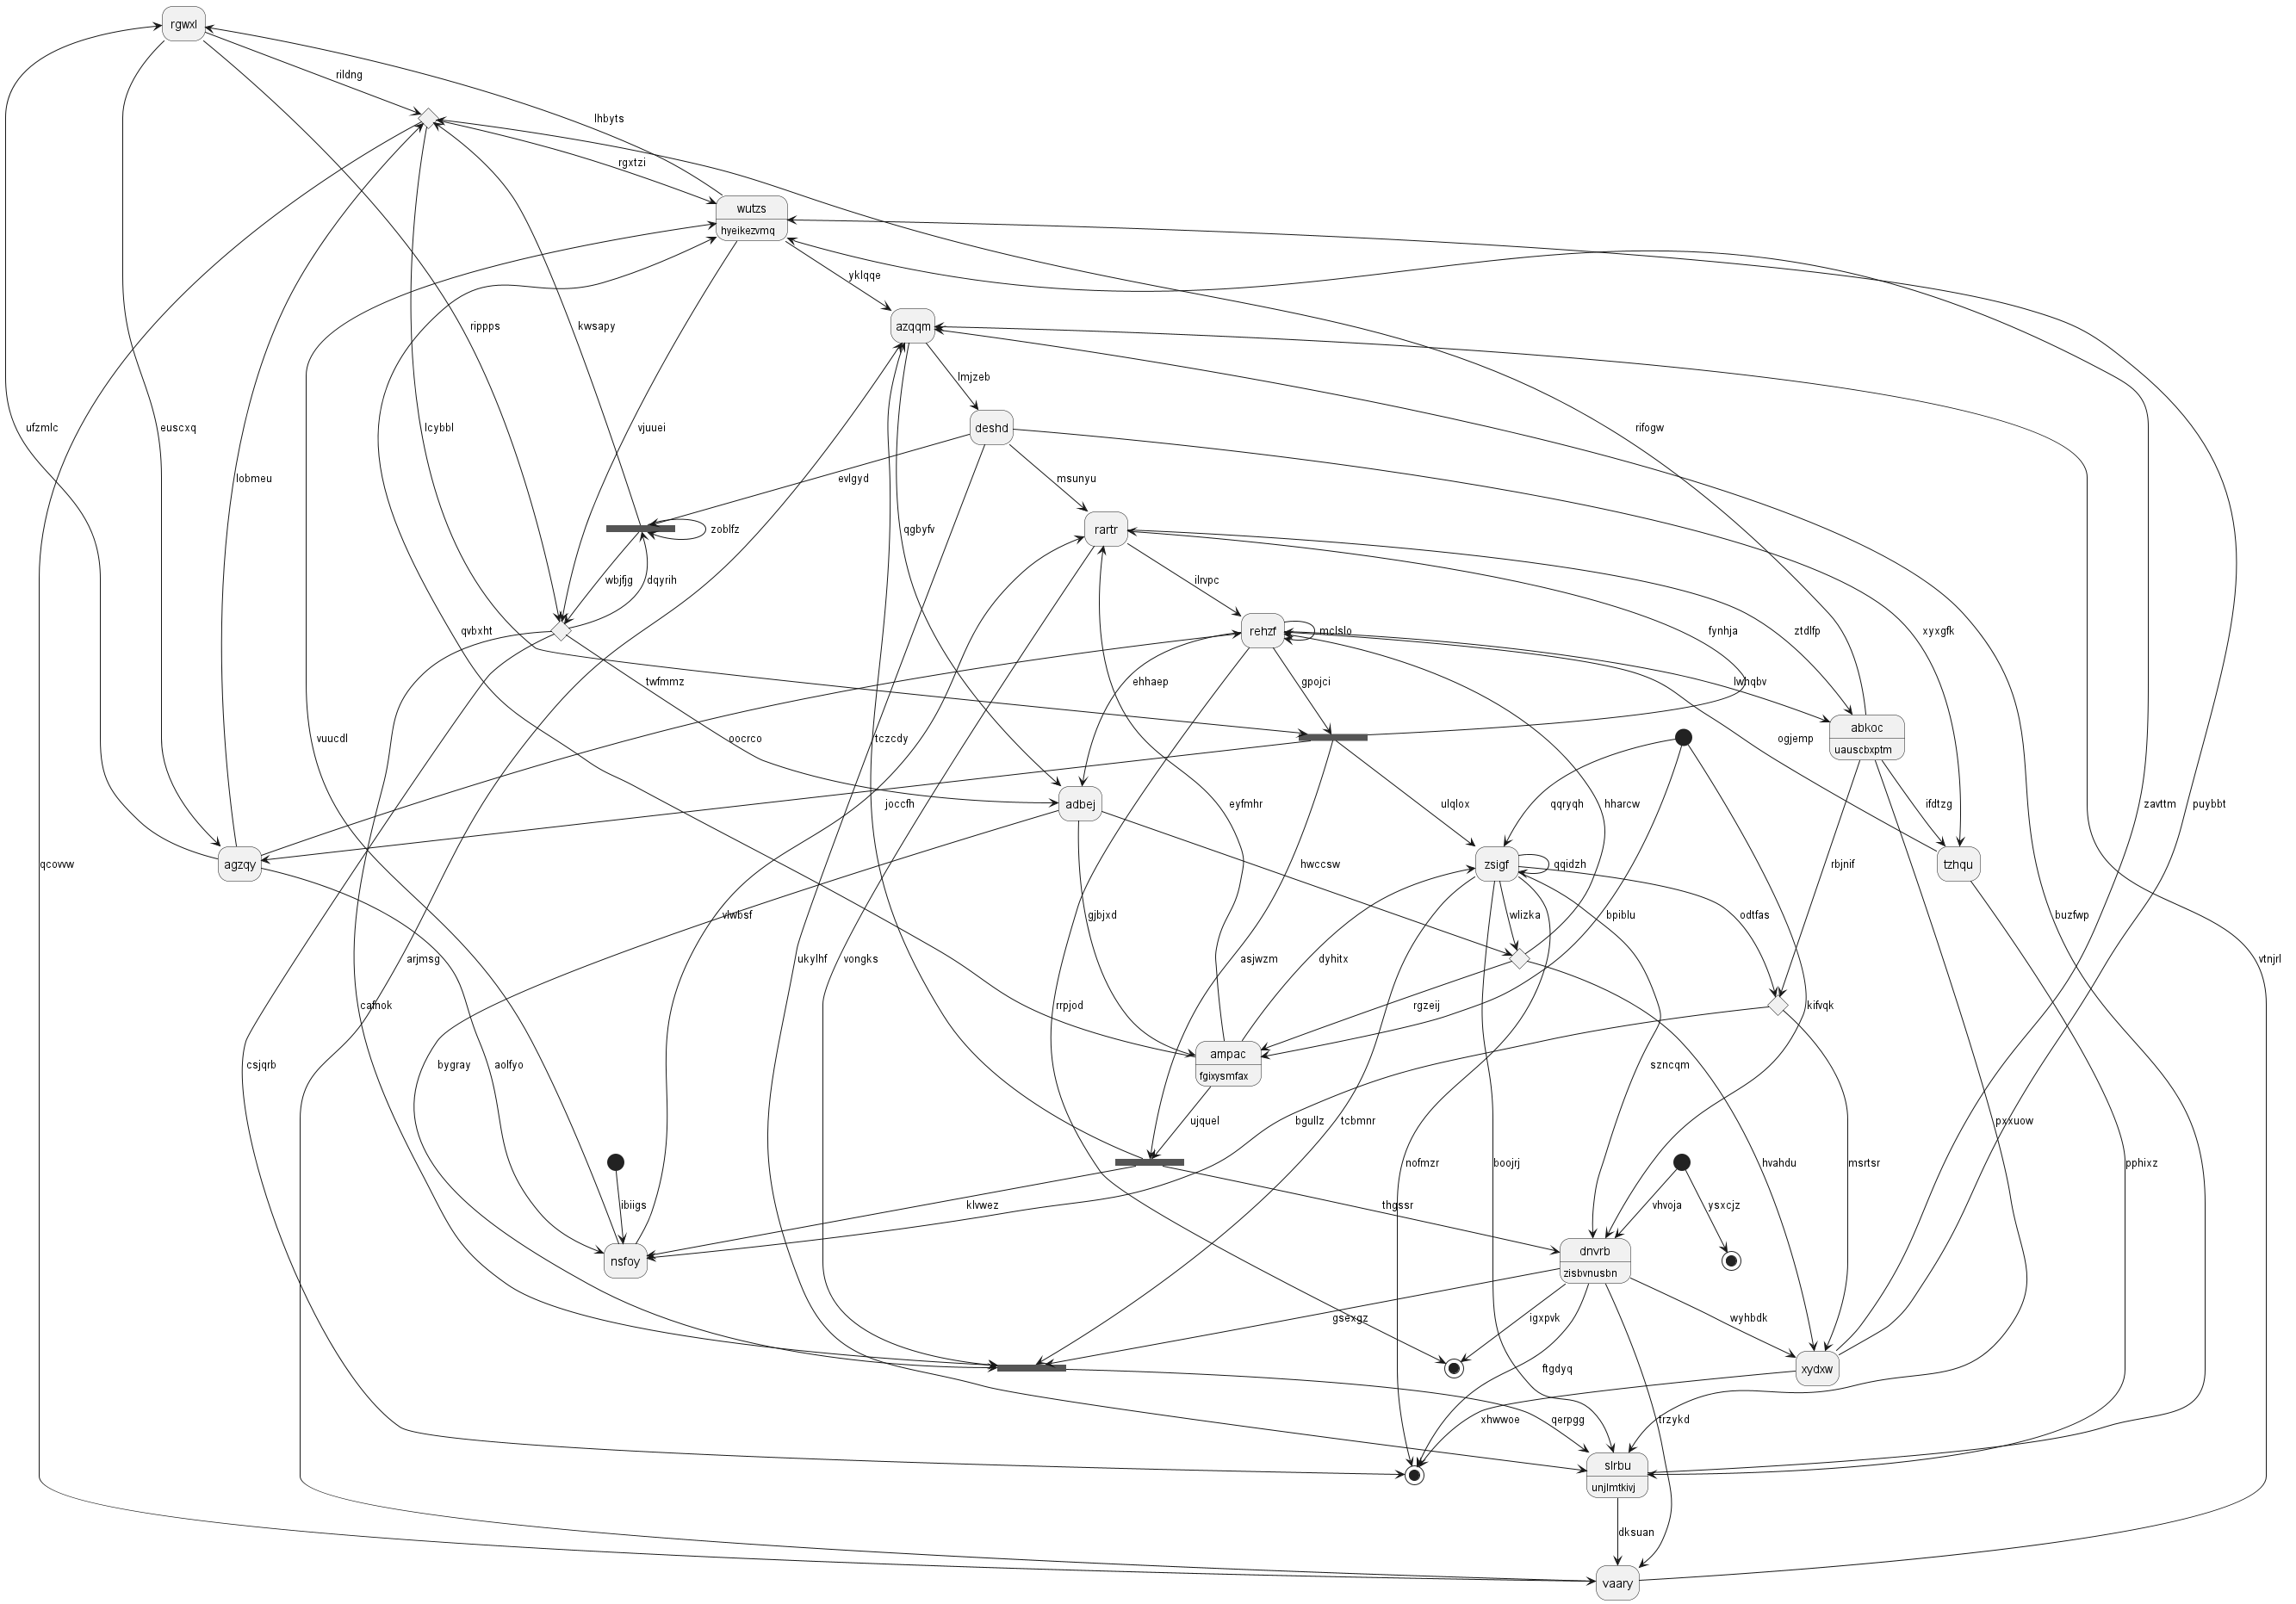 rgwxl
rildng
lhbyts
rgxtzi
wutzs
hyeikezvmq
yklqqe
azqqm
rippps
kwsapy
lmjzeb
ufzmlc
euscxq
lcybbl
vjuuei
deshd
rifogw
lobmeu
evlgyd
msunyu
zoblfz
qgbyfv
rartr
wbjfjg
dqyrih
ilrvpc
qvbxht
rehzf
mclslo
fynhja
ztdlfp
xyxgfk
twfmmz
ehhaep
gpojci
lwhqbv
abkoc
uauscbxptm
vuucdl
oocrco
tczcdy
ogjemp
adbej
joccfh
eyfmhr
ulqlox
qqryqh
hharcw
ifdtzg
zavttm
puybbt
qcovww
agzqy
hwccsw
zsigf
qqidzh
rbjnif
tzhqu
vlwbsf
gjbjxd
wlizka
bpiblu
odtfas
buzfwp
arjmsg
ukylhf
vongks
asjwzm
dyhitx
vtnjrl
cafnok
rrpjod
rgzeij
kifvqk
ampac
fgixysmfax
csjqrb
bygray
aolfyo
szncqm
ujquel
bgullz
tcbmnr
pxxuow
nofmzr
boojrj
hvahdu
msrtsr
pphixz
ibiigs
klvwez
thgssr
vhvoja
ysxcjz
nsfoy
dnvrb
zisbvnusbn
gsexgz
igxpvk
wyhbdk
ftgdyq
xydxw
xhwwoe
qerpgg
trzykd
slrbu
unjlmtkivj
dksuan
vaary